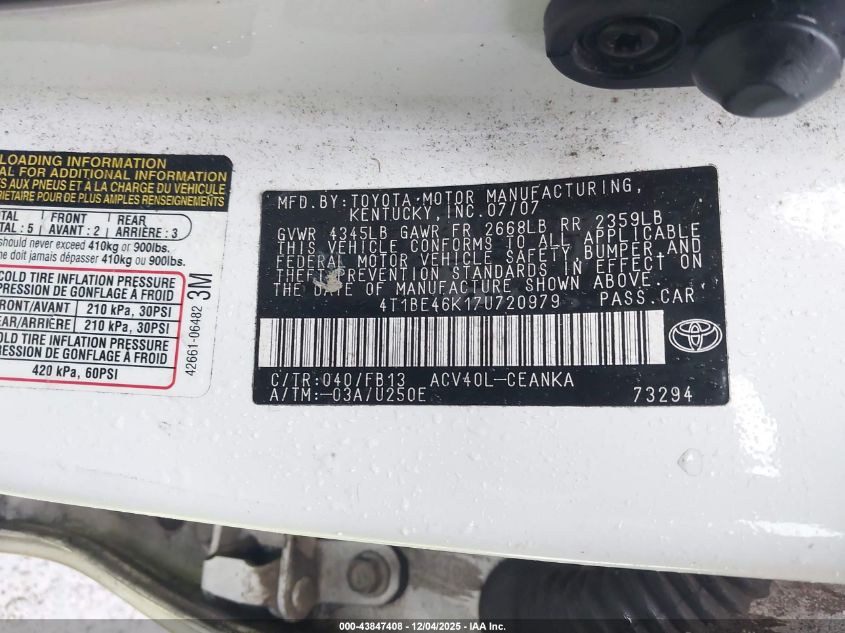 LOADING INFORMATION
FOR ADDITIONAL INFORMATION
AUX PNEUS ET A LA CHARGE DU VÉHICULE
PLUS AMPLES RENSEIGNEMENTS.
TOTAL : 5
FRONT AVANT : 2
REAR ARRIÈRE : 3
should never exceed 410kg or 900lbs.
ne doit jamais dépasser 410kg ou 900lbs.
COLD TIRE INFLATION PRESSURE
PRESSION DE GONFLAGE À FROID
FRONT/AVANT 210 kPa, 30PSI
REAR/ARRIÈRE 210 kPa, 30PSI
COLD TIRE INFLATION PRESSURE
PRESSION DE GONFLAGE À FROID
420 kPa, 60PSI
42661-06482 3M
MFD. BY: TOYOTA MOTOR MANUFACTURING,
KENTUCKY, INC. 07/07
GVWR 4345LB GAWR FR 2668LB RR 2359LB
THIS VEHICLE CONFORMS TO ALL APPLICABLE
FEDERAL MOTOR VEHICLE SAFETY, BUMPER AND
THEFT PREVENTION STANDARDS IN EFFECT ON
THE DATE OF MANUFACTURE SHOWN ABOVE.
4T1BE46K17U720979 PASS. CAR
C/TR: 040/FB13 ACV40L-CEANKA
A/TM: -03A/U250E 73294
TOYOTA
000-43847408 - 12/04/2025 - IAA Inc.